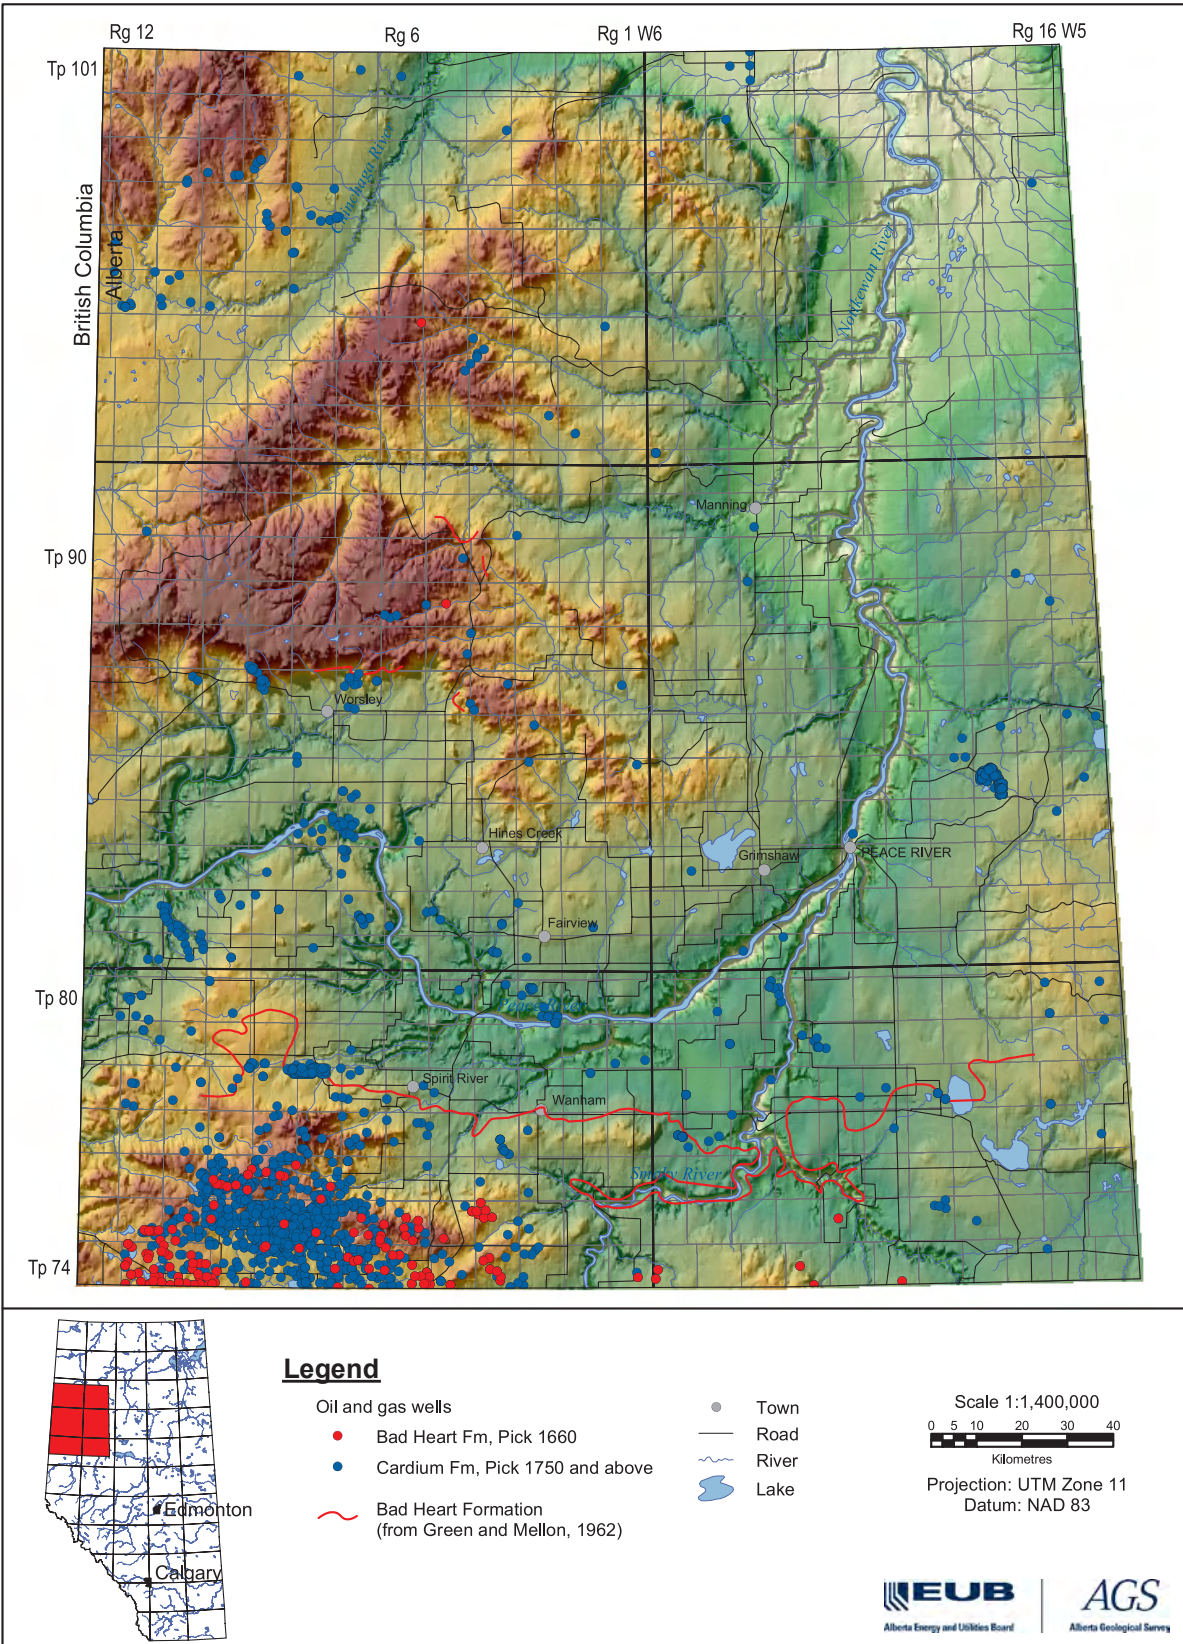 Rg 12
Rg 6
Rg 1 W6
Rg 16 W5
Tp 101
Chinchaga River
British Columbia
Alberta
Notikewan River
Manning
Tp 90
Worsley
Hines Creek
Grimshaw
PEACE RIVER
Fairview
Tp 80
Peace River
Spirit River
Wanham
Smoky River
Tp 74
Legend
Oil and gas wells
Bad Heart Fm, Pick 1660
Cardium Fm, Pick 1750 and above
Bad Heart Formation
(from Green and Mellon, 1962)
Town
Road
River
Lake
Scale 1:1,400,000
0 5 10 20 30 40
Kilometres
Projection: UTM Zone 11
Datum: NAD 83
Edmonton
Calgary
EUB
Alberta Energy and Utilities Board
AGS
Alberta Geological Survey